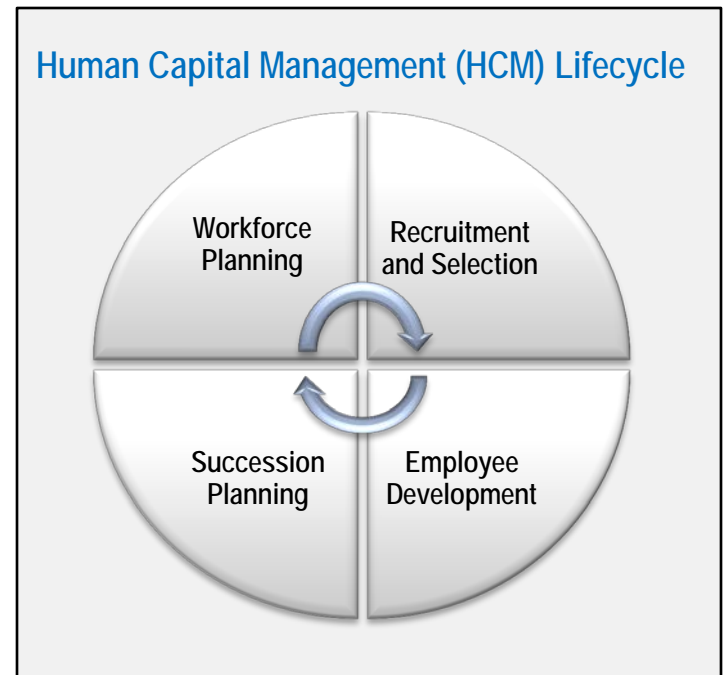 Human Capital Management (HCM) Lifecycle
Workforce
Planning
Recruitment
and Selection
Succession
Planning
Employee
Development